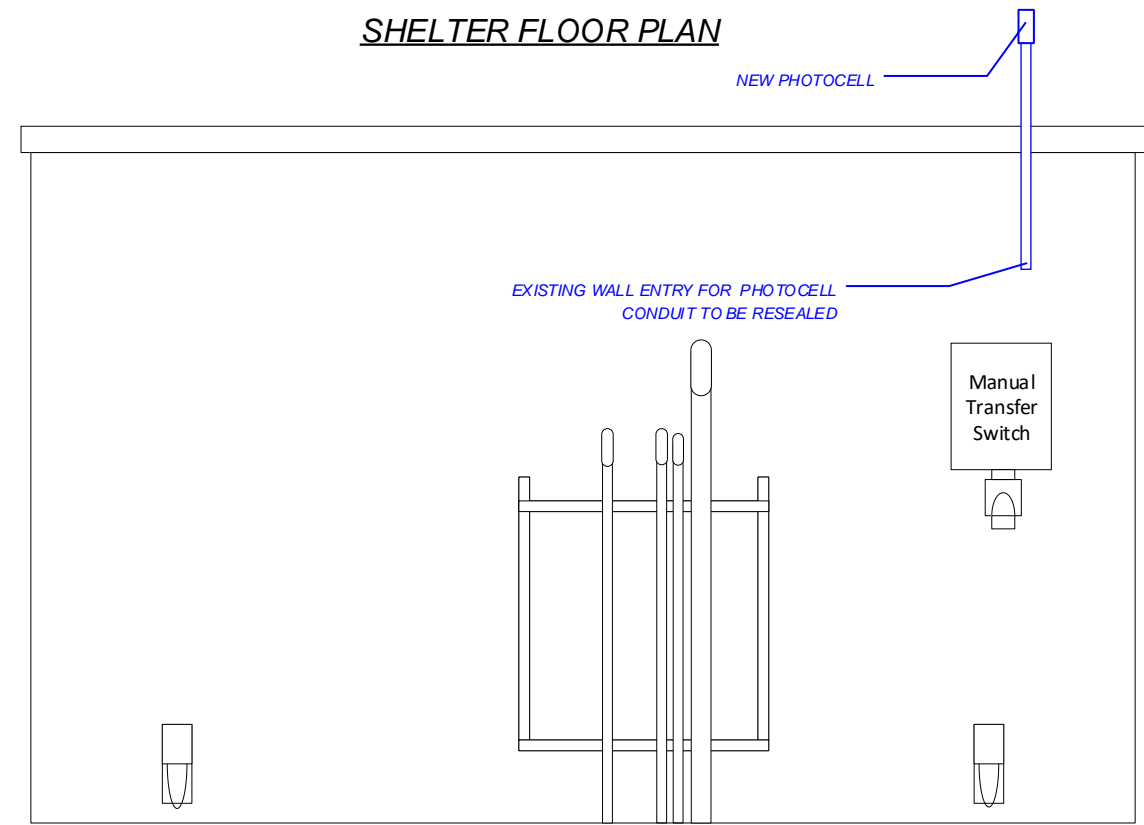 SHELTER FLOOR PLAN
NEW PHOTOCELL
EXISTING WALL ENTRY FOR PHOTOCELL
CONDUIT TO BE RESEALED
Manual
Transfer
Switch